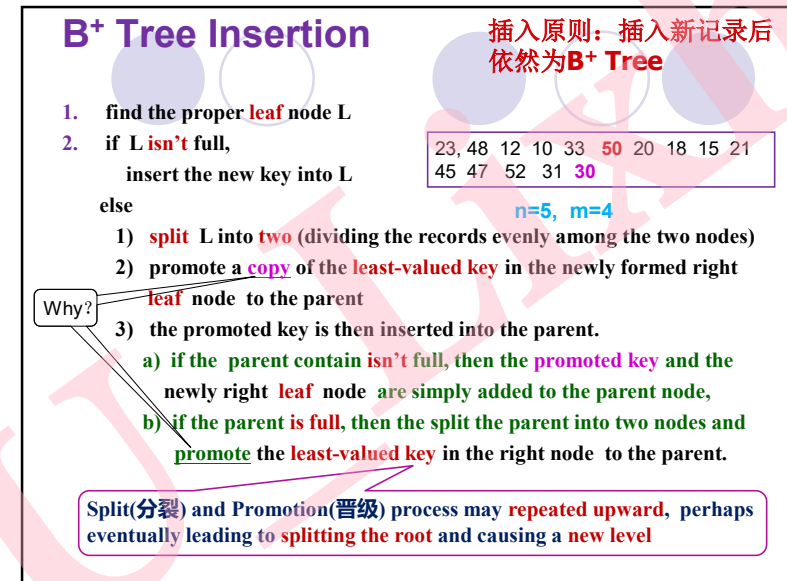 B+ Tree Insertion
插入原则：插入新记录后
依然为B+ Tree
1. find the proper leaf node L
2. if L isn't full,
insert the new key into L
23, 48 12 10 33 50 20 18 15 21
45 47 52 31 30
else
n=5, m=4
1) split L into two (dividing the records evenly among the two nodes)
2) promote a copy of the least-valued key in the newly formed right
leaf node to the parent
Why?
3) the promoted key is then inserted into the parent.
a) if the parent contain isn't full, then the promoted key and the
newly right leaf node are simply added to the parent node,
b) if the parent is full, then the split the parent into two nodes and
promote the least-valued key in the right node to the parent.
Split(分裂) and Promotion(晋级) process may repeated upward, perhaps
eventually leading to splitting the root and causing a new level